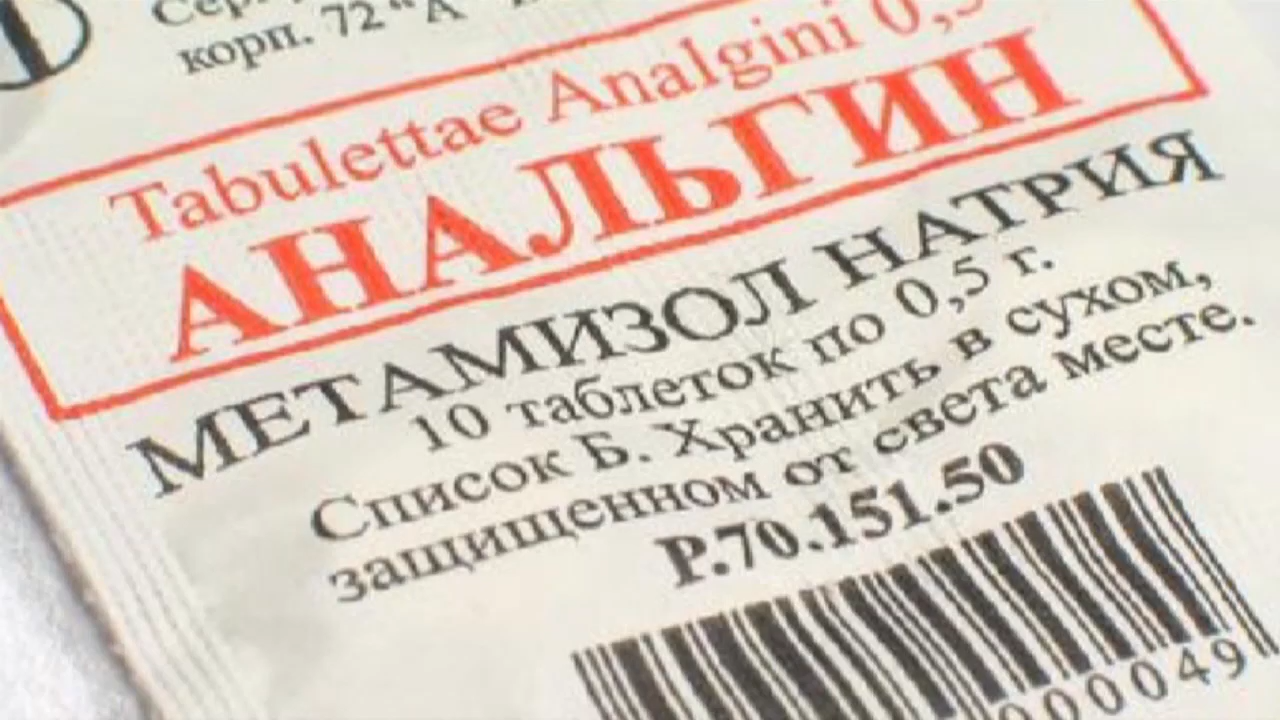 корп. 72 "А"
Tabulettae Analgini 0,5
АНАЛЬГИН
МЕТАМИЗОЛ НАТРИЯ
10 таблеток по 0,5 г.
Список Б. Хранить в сухом,
защищенном от света месте.
Р.70.151.50
000049